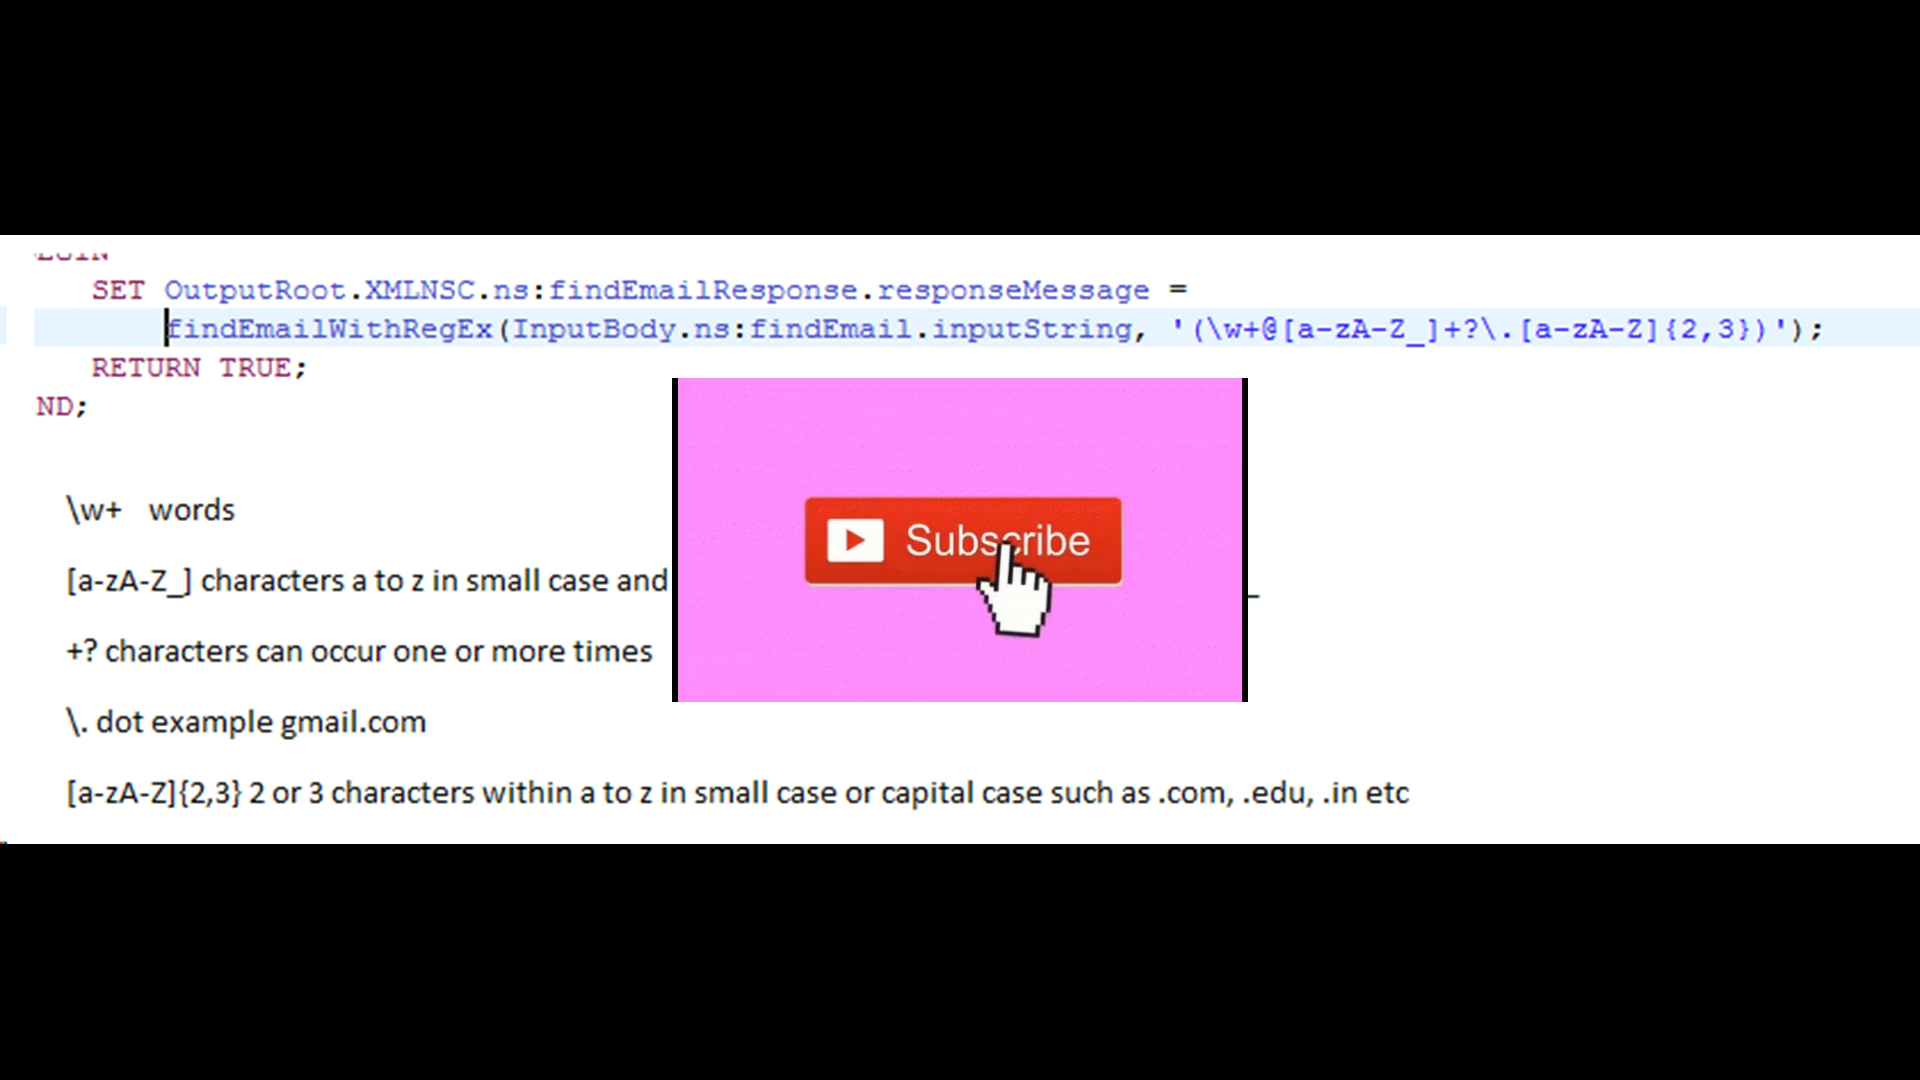 SET OutputRoot.XMLNSC.ns:findEmailResponse.responseMessage =
findEmailWithRegEx(InputBody.ns:findEmail.inputString, '(\w+@[a-zA-Z_]+?\.[a-zA-Z]{2,3})');
RETURN TRUE;
ND;
\w+ words
Subscribe
[a-zA-Z_] characters a to z in small case and _
+? characters can occur one or more times
\. dot example gmail.com
[a-zA-Z]{2,3} 2 or 3 characters within a to z in small case or capital case such as .com, .edu, .in etc